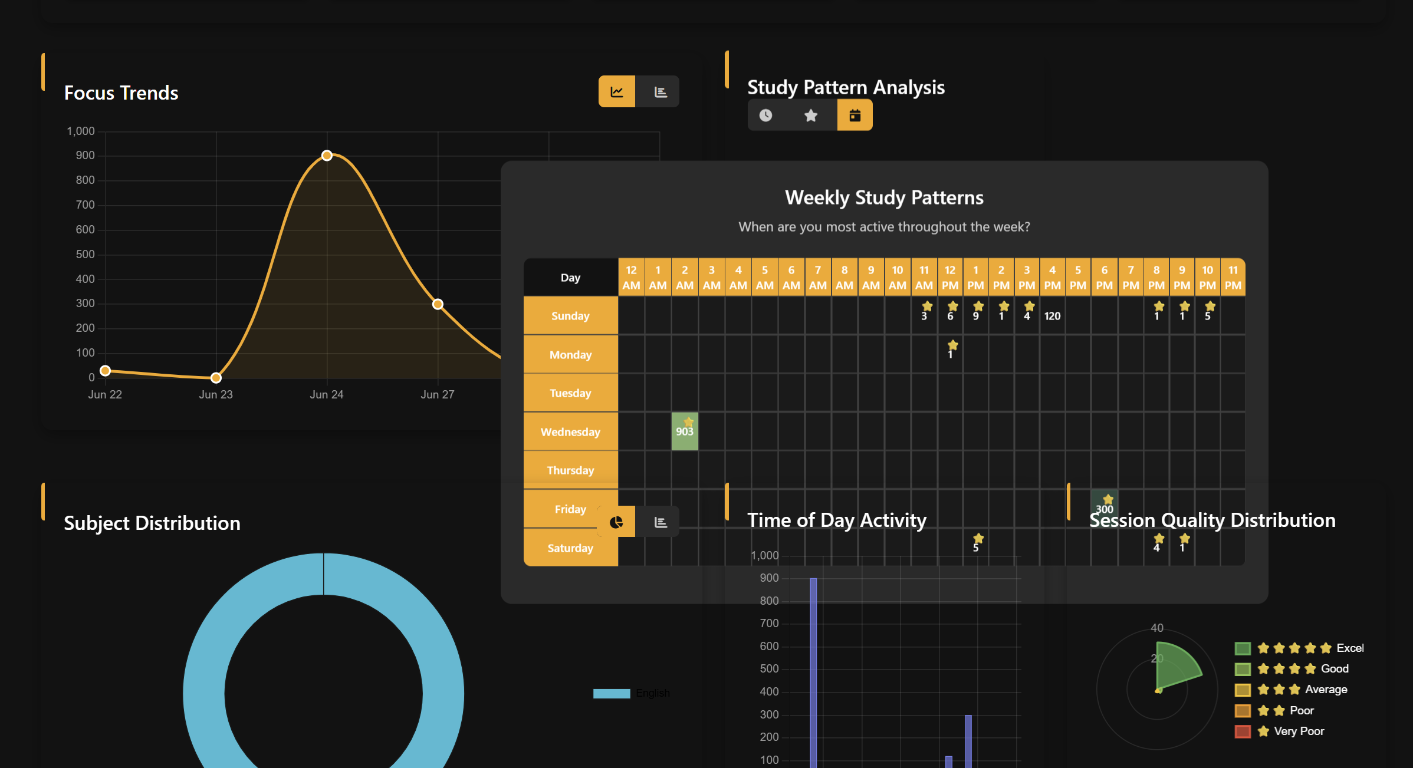 Focus Trends
1,000
900
800
700
600
500
400
300
200
100
0
Jun 22 Jun 23 Jun 24 Jun 27
Study Pattern Analysis
Weekly Study Patterns
When are you most active throughout the week?
Day 12 AM 1 AM 2 AM 3 AM 4 AM 5 AM 6 AM 7 AM 8 AM 9 AM 10 AM 11 AM 12 PM 1 PM 2 PM 3 PM 4 PM 5 PM 6 PM 7 PM 8 PM 9 PM 10 PM 11 PM
Sunday 3 6 9 1 4 120 1 1 5
Monday 1
Tuesday
Wednesday 903
Thursday
Friday 300
Saturday 5 4 1
Subject Distribution
English
Time of Day Activity
1,000
900
800
700
600
500
400
300
200
100
Session Quality Distribution
40
20
Excel
Good
Average
Poor
Very Poor